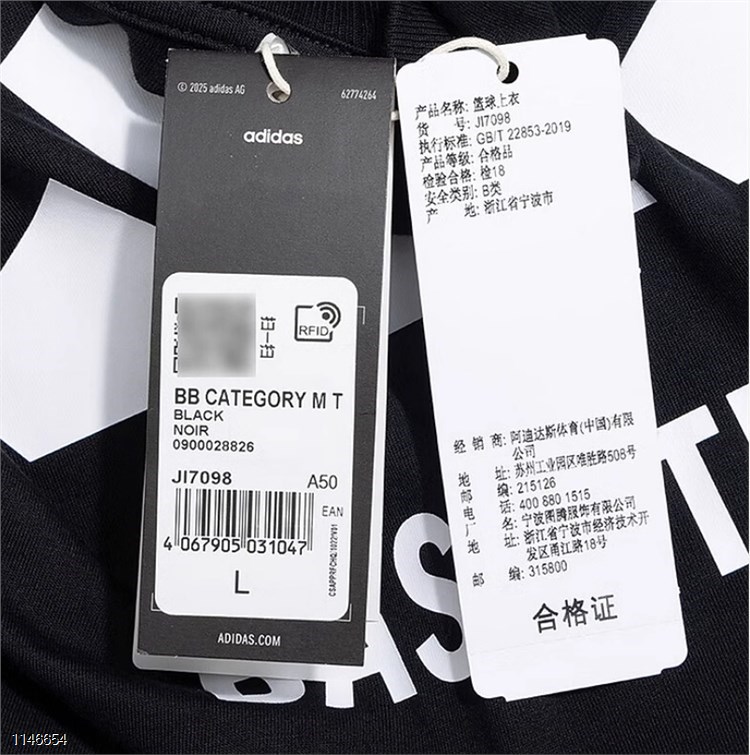 © 2025 adidas AG
62774264
adidas
RFID
BB CATEGORY M T
BLACK
NOIR
0900028826
JI7098
A50
EAN
4 067905 031047
L
ADIDAS.COM
产品名称: 篮球上衣
货 号: JI7098
执行标准: GB/T 22853-2019
产品等级: 合格品
检验合格: 检18
安全类别: B类
产 地: 浙江省宁波市
经 销 商: 阿迪达斯体育(中国)有限
公司
地 址: 苏州工业园区唯胜路508号
邮 编: 215126
电 话: 400 880 1515
厂 名: 宁波图腾服饰有限公司
地 址: 浙江省宁波市经济技术开
发区甬江路18号
邮 编: 315800
合格证
BAS
T
1146654